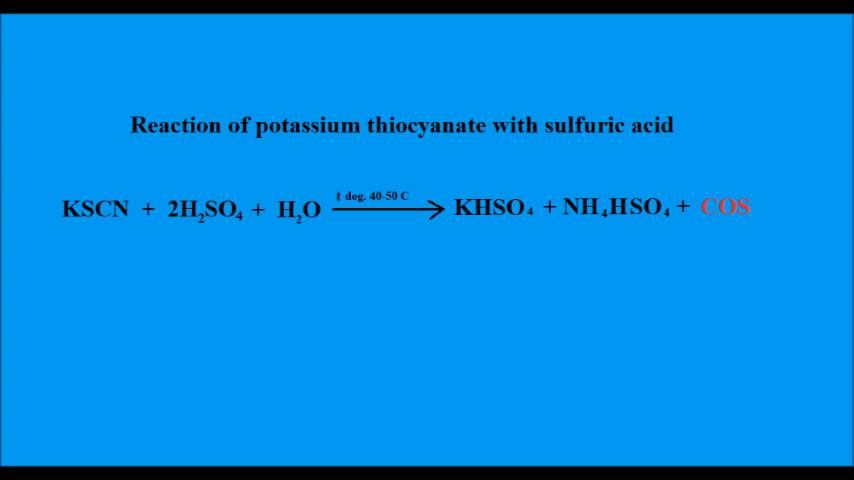 Reaction of potassium thiocyanate with sulfuric acid
t deg. 40-50 C
KSCN + 2H₂SO₄ + H₂O ⟶ KHSO₄ + NH₄HSO₄ + COS